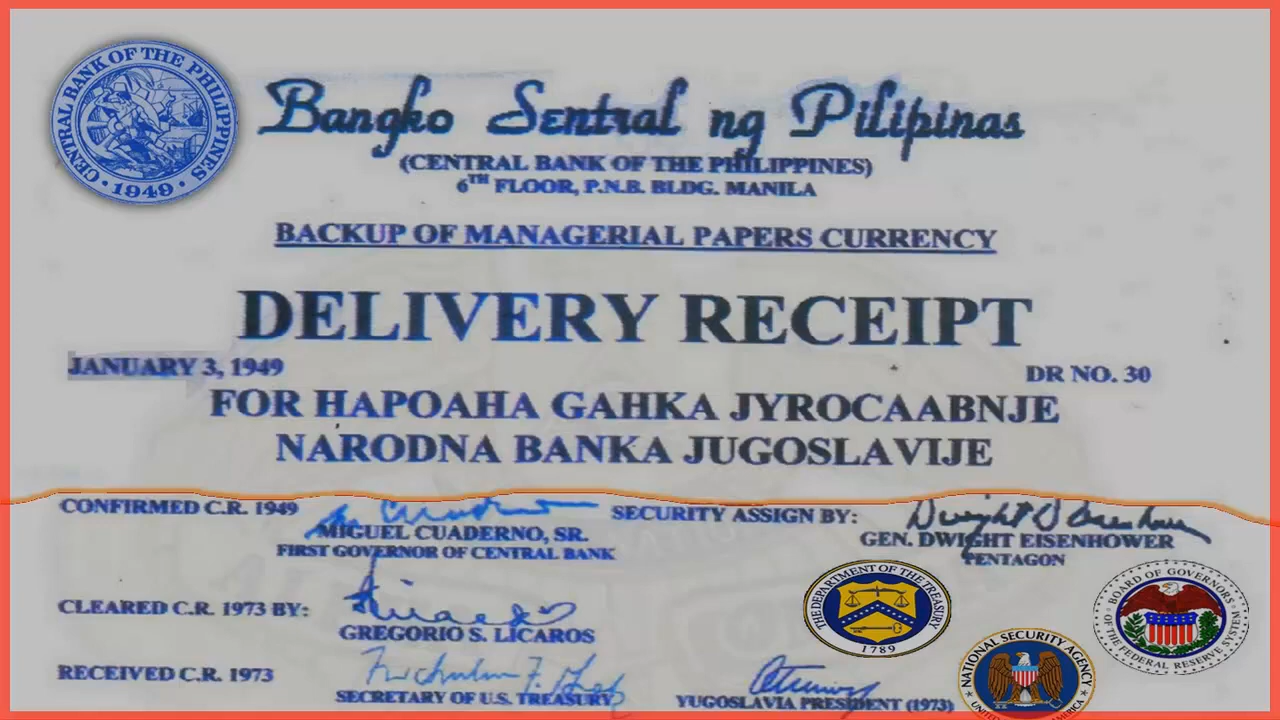 CENTRAL BANK OF THE PHILIPPINES
· 1949 ·
Bangko Sentral ng Pilipinas
(CENTRAL BANK OF THE PHILIPPINES)
6TH FLOOR, P.N.B. BLDG. MANILA
BACKUP OF MANAGERIAL PAPERS CURRENCY
DELIVERY RECEIPT
JANUARY 3, 1949
DR NO. 30
FOR HAPOAHA GAHKA JYROCAABNJE
NARODNA BANKA JUGOSLAVIJE
CONFIRMED C.R. 1949
MIGUEL CUADERNO, SR.
FIRST GOVERNOR OF CENTRAL BANK
SECURITY ASSIGN BY:
Dwight D Eisenhower
GEN. DWIGHT EISENHOWER
PENTAGON
CLEARED C.R. 1973 BY:
GREGORIO S. LICAROS
THE DEPARTMENT OF THE TREASURY
1789
BOARD OF GOVERNORS
OF THE FEDERAL RESERVE SYSTEM
RECEIVED C.R. 1973
SECRETARY OF U.S. TREASURY
YUGOSLAVIA PRESIDENT (1973)
NATIONAL SECURITY AGENCY